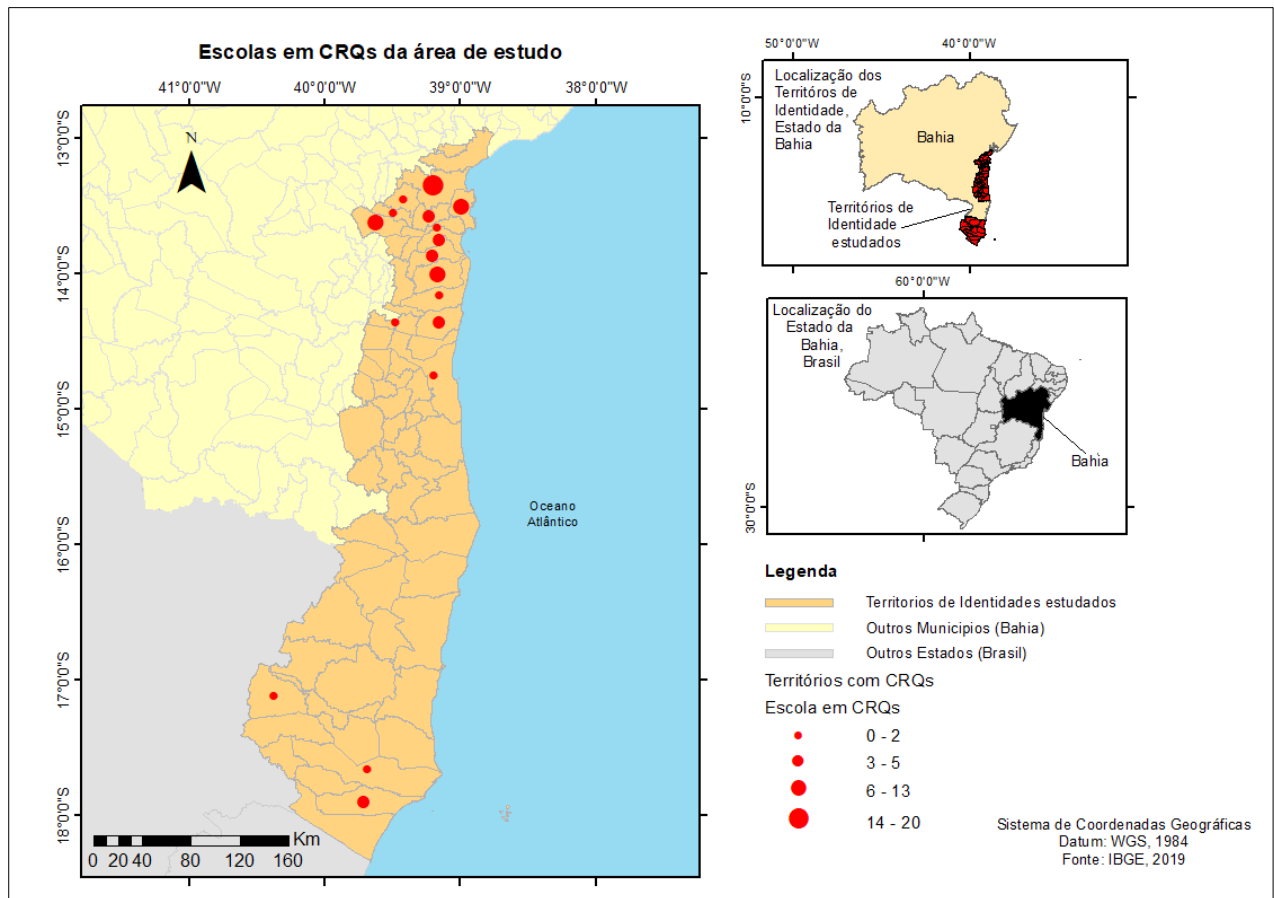 Escolas em CRQs da área de estudo
41°0'0"W
40°0'0"W
39°0'0"W
38°0'0"W
13°0'0"S
14°0'0"S
15°0'0"S
16°0'0"S
17°0'0"S
18°0'0"S
N
Oceano
Atlântico
Km
0 20 40 80 120 160
50°0'0"W
40°0'0"W
10°0'0"S
Localização dos
Territóros de
Identidade,
Estado da
Bahia
Bahia
Territórios de
Identidade
estudados
60°0'0"W
30°0'0"S
Localização do
Estado da
Bahia,
Brasil
Bahia
Legenda
Territorios de Identidades estudados
Outros Municipios (Bahia)
Outros Estados (Brasil)
Territórios com CRQs
Escola em CRQs
0 - 2
3 - 5
6 - 13
14 - 20
Sistema de Coordenadas Geográficas
Datum: WGS, 1984
Fonte: IBGE, 2019